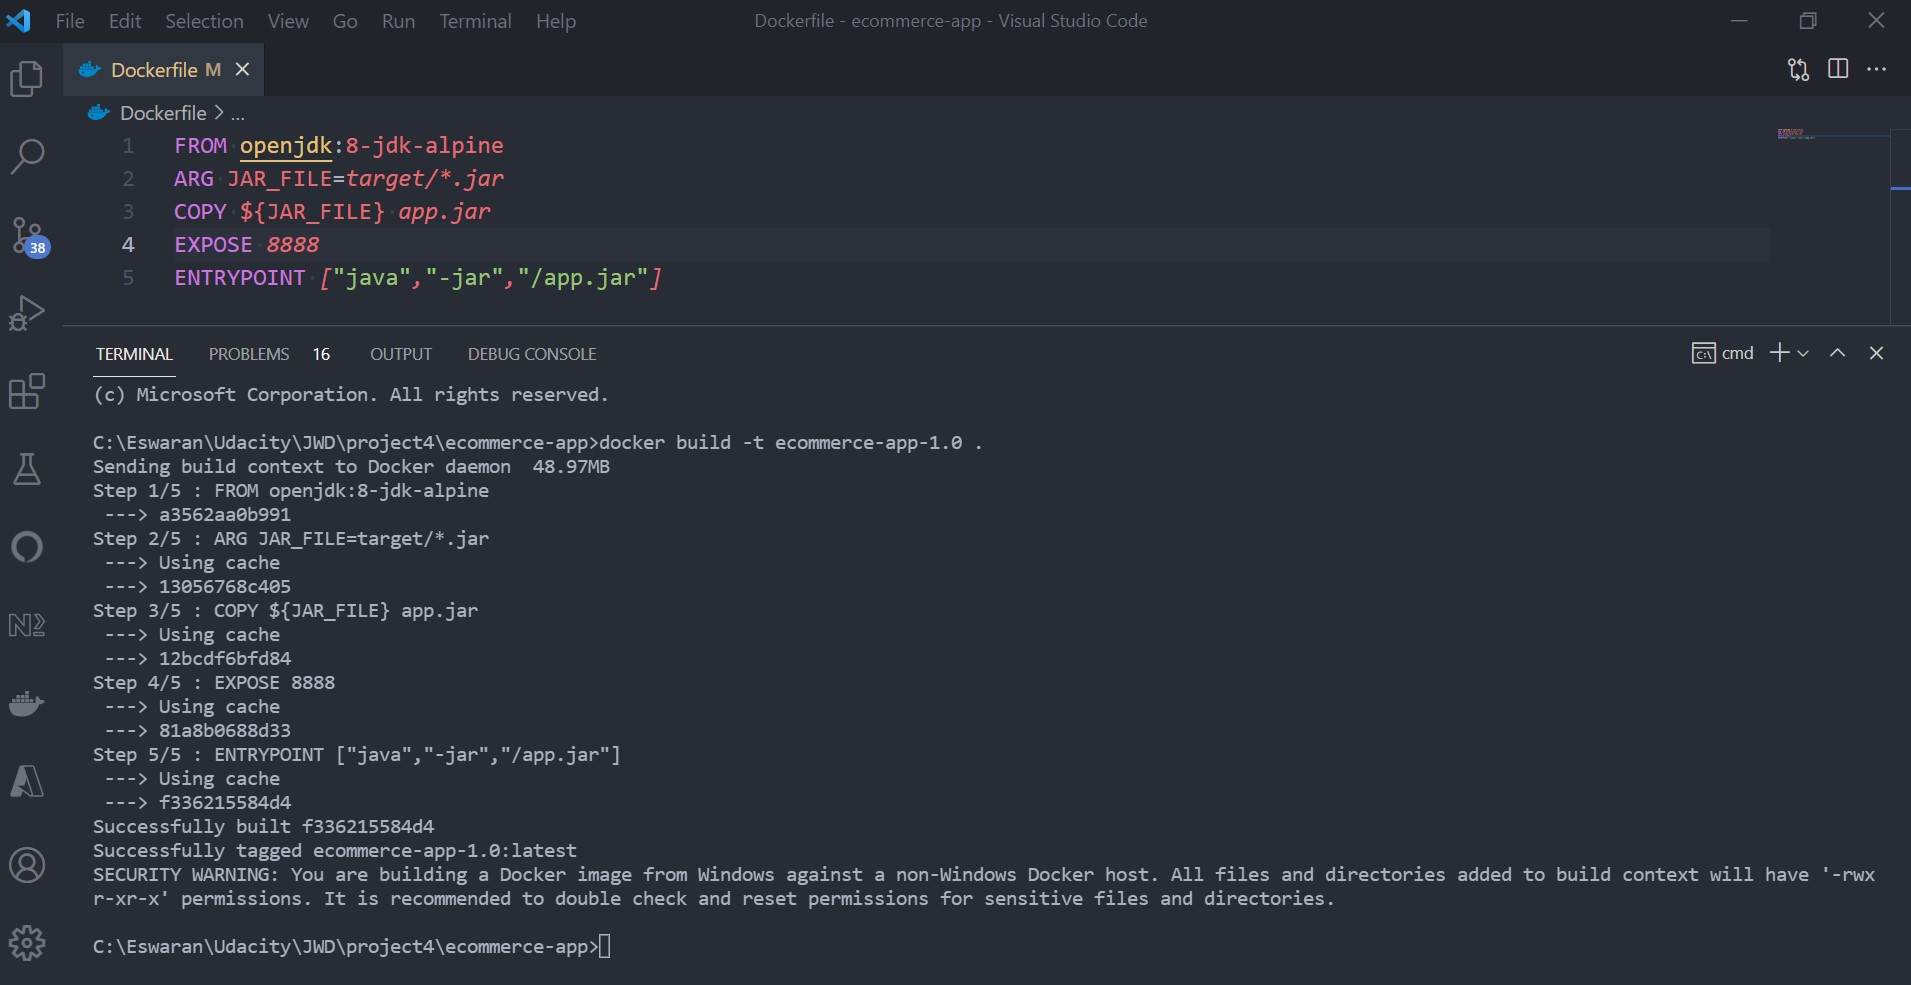 File Edit Selection View Go Run Terminal Help Dockerfile - ecommerce-app - Visual Studio Code
Dockerfile M
Dockerfile > ...
1 FROM openjdk:8-jdk-alpine
2 ARG JAR_FILE=target/*.jar
3 COPY ${JAR_FILE} app.jar
4 EXPOSE 8888
5 ENTRYPOINT ["java","-jar","/app.jar"]
38
TERMINAL PROBLEMS 16 OUTPUT DEBUG CONSOLE cmd
(c) Microsoft Corporation. All rights reserved.
C:\Eswaran\Udacity\JWD\project4\ecommerce-app>docker build -t ecommerce-app-1.0 .
Sending build context to Docker daemon  48.97MB
Step 1/5 : FROM openjdk:8-jdk-alpine
 ---> a3562aa0b991
Step 2/5 : ARG JAR_FILE=target/*.jar
 ---> Using cache
 ---> 13056768c405
Step 3/5 : COPY ${JAR_FILE} app.jar
 ---> Using cache
 ---> 12bcdf6bfd84
Step 4/5 : EXPOSE 8888
 ---> Using cache
 ---> 81a8b0688d33
Step 5/5 : ENTRYPOINT ["java","-jar","/app.jar"]
 ---> Using cache
 ---> f336215584d4
Successfully built f336215584d4
Successfully tagged ecommerce-app-1.0:latest
SECURITY WARNING: You are building a Docker image from Windows against a non-Windows Docker host. All files and directories added to build context will have '-rwx
r-xr-x' permissions. It is recommended to double check and reset permissions for sensitive files and directories.
C:\Eswaran\Udacity\JWD\project4\ecommerce-app>